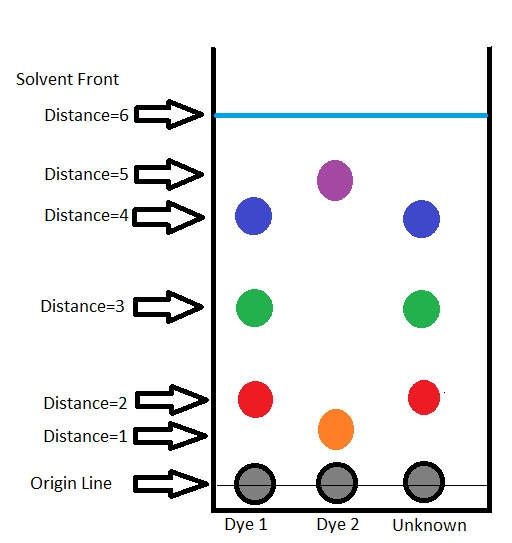 Solvent Front
Distance=6
Distance=5
Distance=4
Distance=3
Distance=2
Distance=1
Origin Line
Dye 1 Dye 2 Unknown